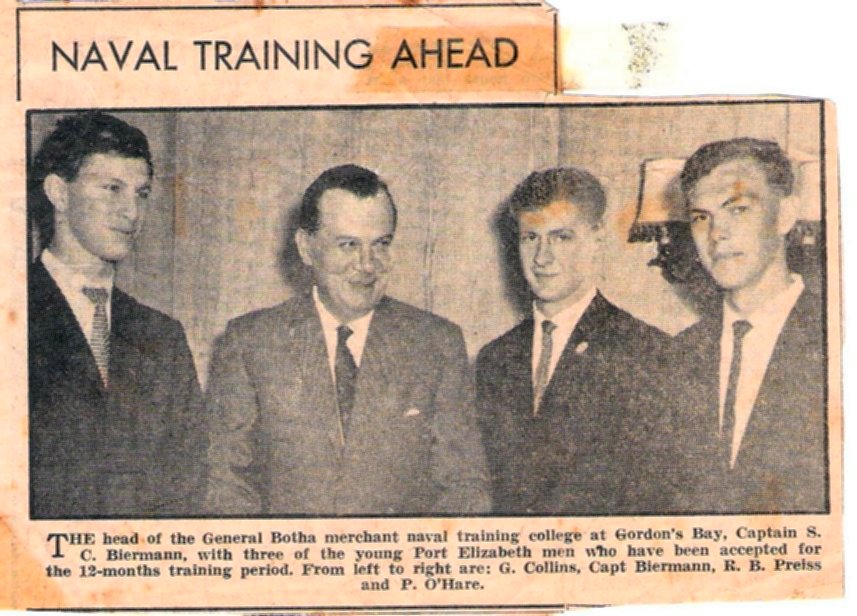 NAVAL TRAINING AHEAD
THE head of the General Botha merchant naval training college at Gordon's Bay, Captain S.
C. Biermann, with three of the young Port Elizabeth men who have been accepted for
the 12-months training period. From left to right are: G. Collins, Capt Biermann, R. B. Preiss
and P. O'Hare.